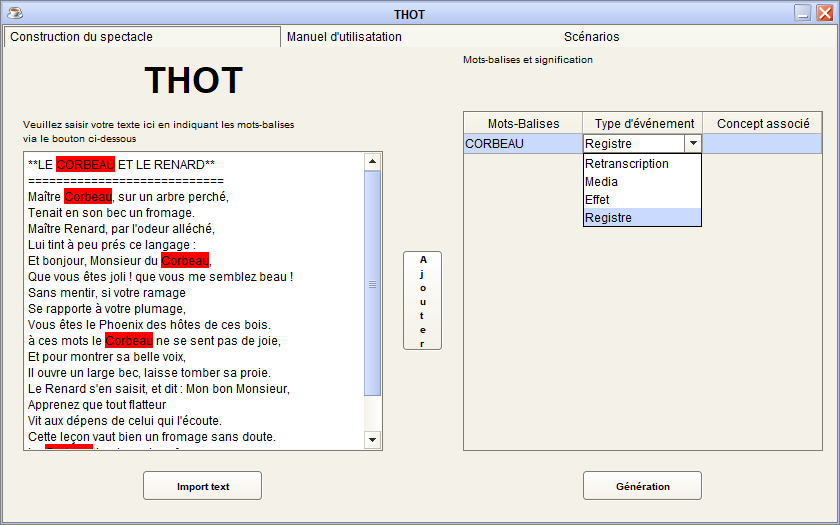 THOT
Construction du spectacle
Manuel d'utilisatation
Scénarios
THOT
Mots-balises et signification
Veuillez saisir votre texte ici en indiquant les mots-balises
via le bouton ci-dessous
**LE CORBEAU ET LE RENARD**
============================
Maître Corbeau, sur un arbre perché,
Tenait en son bec un fromage.
Maître Renard, par l'odeur alléché,
Lui tint à peu prés ce langage :
Et bonjour, Monsieur du Corbeau,
Que vous êtes joli ! que vous me semblez beau !
Sans mentir, si votre ramage
Se rapporte à votre plumage,
Vous êtes le Phoenix des hôtes de ces bois.
à ces mots le Corbeau ne se sent pas de joie,
Et pour montrer sa belle voix,
Il ouvre un large bec, laisse tomber sa proie.
Le Renard s'en saisit, et dit : Mon bon Monsieur,
Apprenez que tout flatteur
Vit aux dépens de celui qui l'écoute.
Cette leçon vaut bien un fromage sans doute.
Ajouter
Mots-Balises
Type d'événement
Concept associé
CORBEAU
Registre
Retranscription
Media
Effet
Registre
Import text
Génération